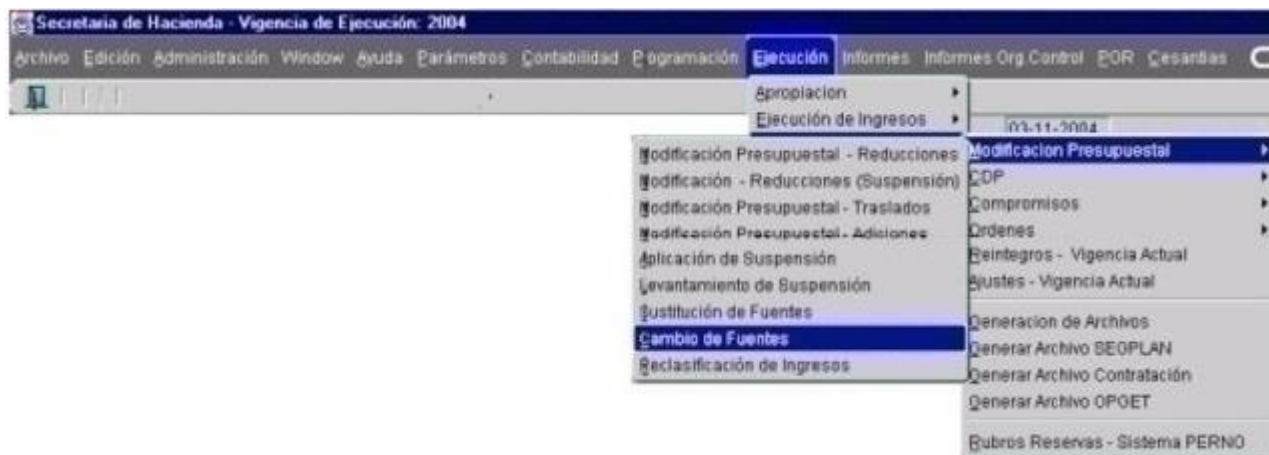 Secretaria de Hacienda - Vigencia de Ejecución: 2004
Archivo Edición Administración Window Ayuda Parámetros Contabilidad Programación Ejecución Informes Informes Org.Control POR Cesantias
Apropiacion
Ejecución de Ingresos
03-11-2004
Modificacion Presupuestal
CDP
Compromisos
Ordenes
Reintegros - Vigencia Actual
Ajustes - Vigencia Actual
Generacion de Archivos
Generar Archivo SEGPLAN
Generar Archivo Contratación
Generar Archivo OPGET
Rubros Reservas - Sistema PERNO
Modificación Presupuestal - Reducciones
Modificación - Reducciones (Suspensión)
Modificación Presupuestal - Traslados
Modificación Presupuestal - Adiciones
Aplicación de Suspensión
Levantamiento de Suspensión
Sustitución de Fuentes
Cambio de Fuentes
Reclasificación de Ingresos